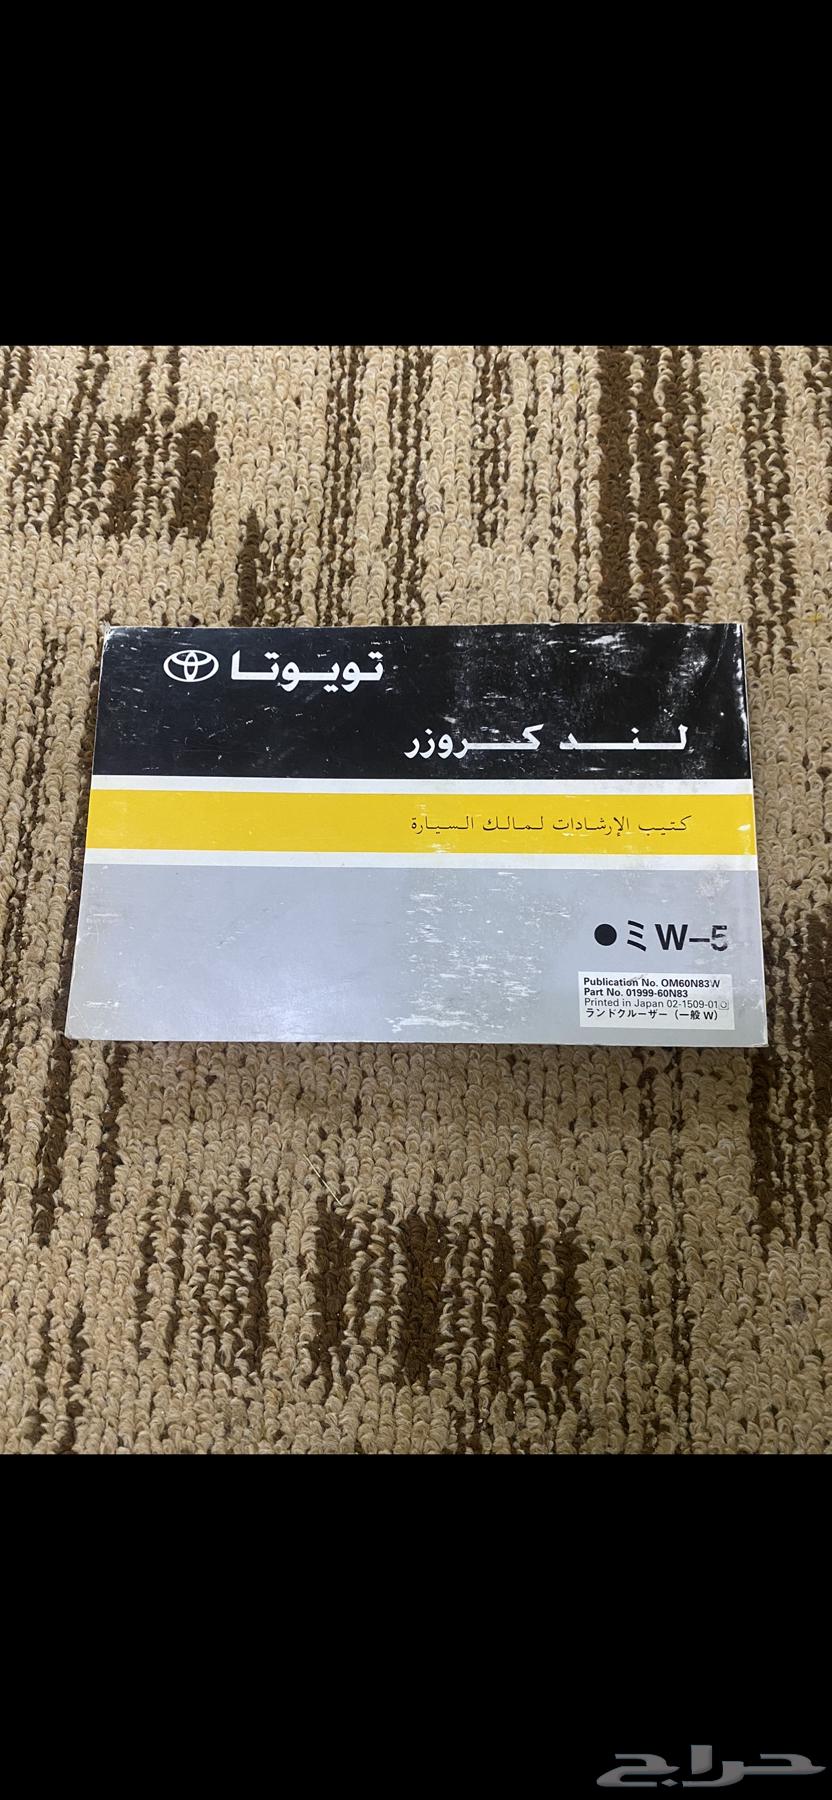 تويوتا
لند كروزر
كتيب الإرشادات لمالك السيارة
● ミ W-5
Publication No. OM60N83W
Part No. 01999-60N83
Printed in Japan 02-1509-01 ◯
ランドクルーザー (一般 W)
حراج